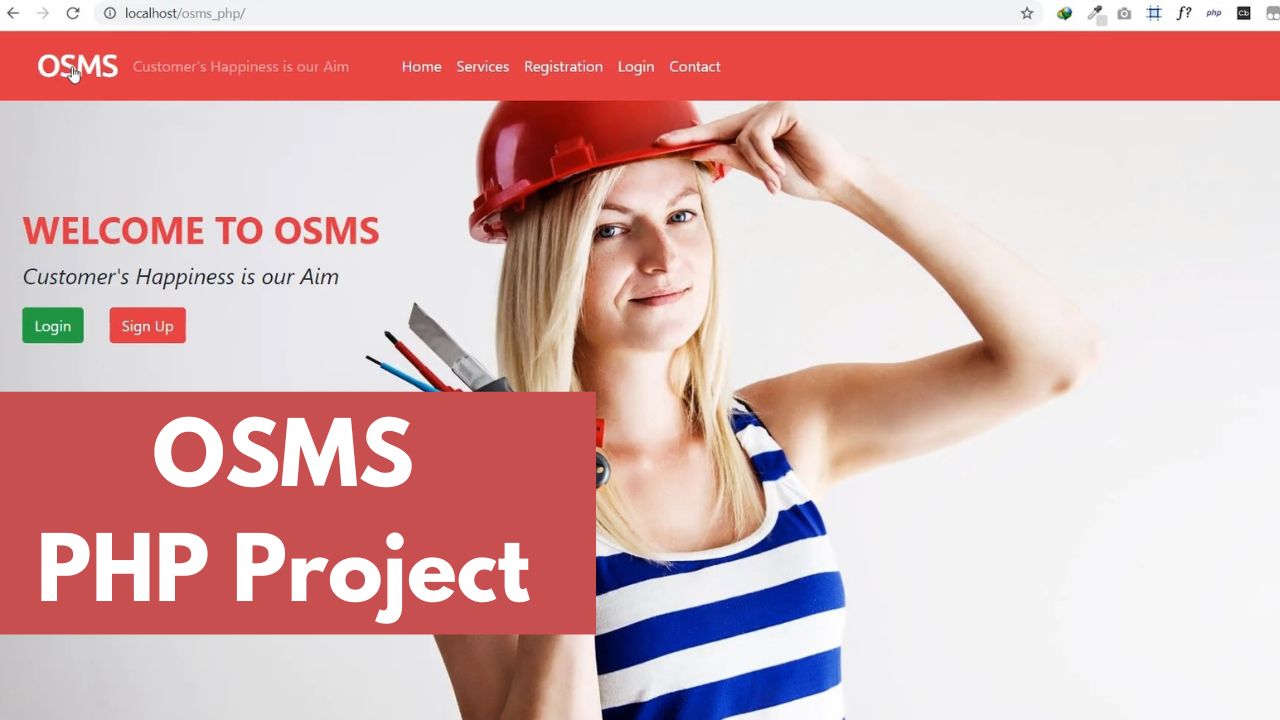 localhost/osms_php/
f?
php
Cb
OSMS Customer's Happiness is our Aim Home Services Registration Login Contact
WELCOME TO OSMS
Customer's Happiness is our Aim
Login Sign Up
OSMS
PHP Project